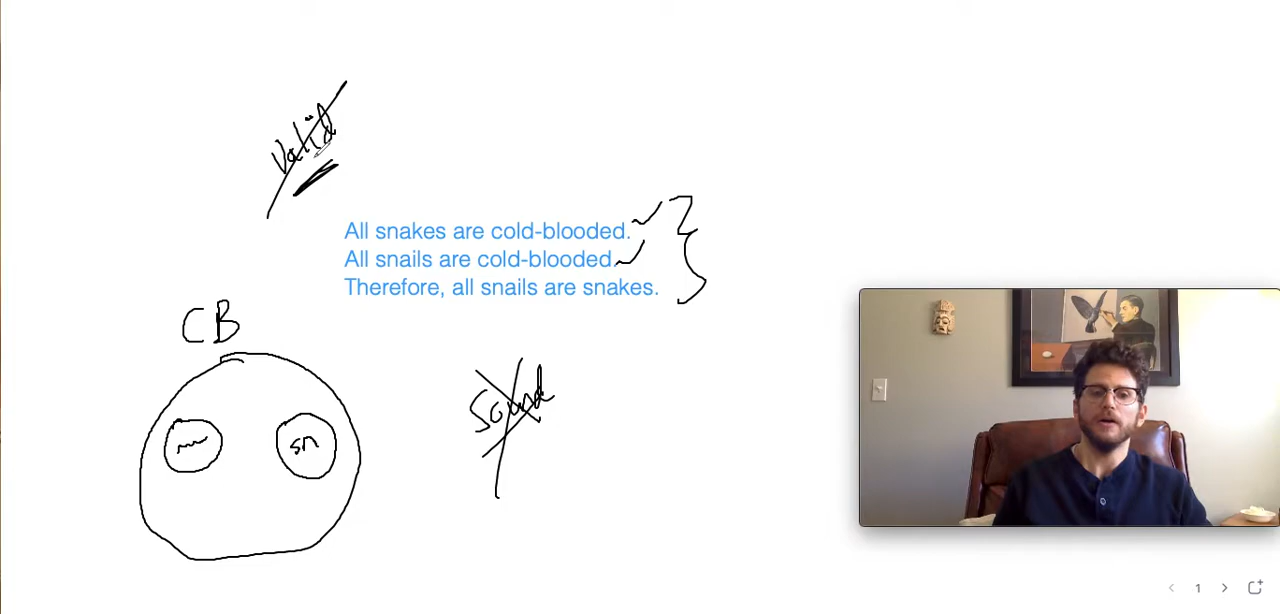 Valid
All snakes are cold-blooded.
All snails are cold-blooded
Therefore, all snails are snakes.
CB
Sound
sn
1